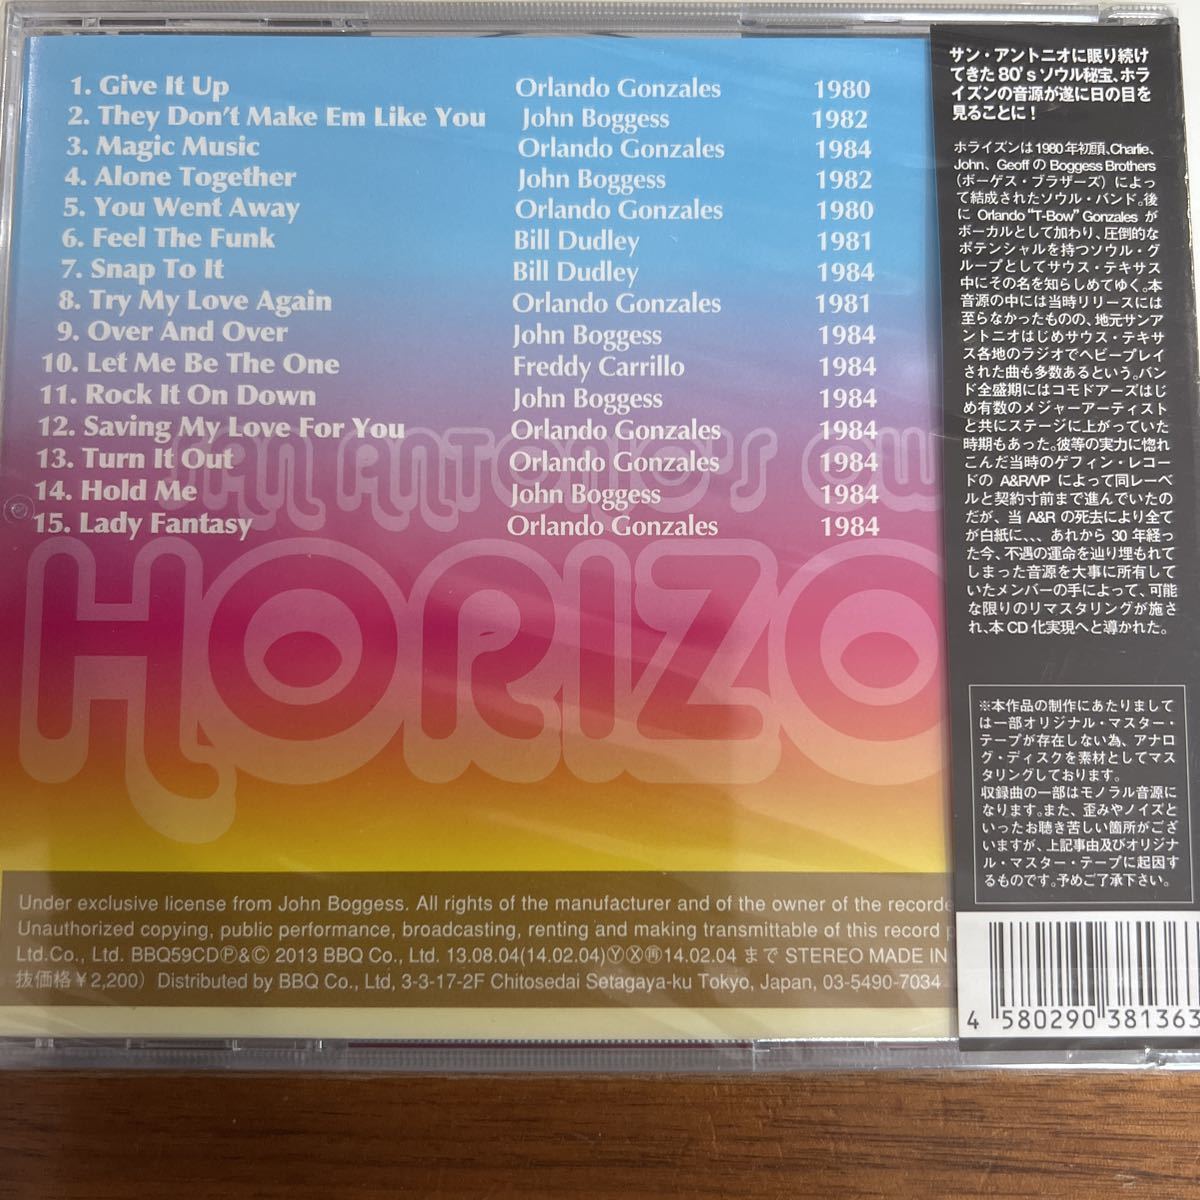 1. Give It Up Orlando Gonzales 1980
2. They Don't Make Em Like You John Boggess 1982
3. Magic Music Orlando Gonzales 1984
4. Alone Together John Boggess 1982
5. You Went Away Orlando Gonzales 1980
6. Feel The Funk Bill Dudley 1981
7. Snap To It Bill Dudley 1984
8. Try My Love Again Orlando Gonzales 1981
9. Over And Over John Boggess 1984
10. Let Me Be The One Freddy Carrillo 1984
11. Rock It On Down John Boggess 1984
12. Saving My Love For You Orlando Gonzales 1984
13. Turn It Out Orlando Gonzales 1984
14. Hold Me John Boggess 1984
15. Lady Fantasy Orlando Gonzales 1984
SAN ANTONIO'S OW
HORIZO
Under exclusive license from John Boggess. All rights of the manufacturer and of the owner of the recorde
Unauthorized copying, public performance, broadcasting, renting and making transmittable of this record p
Ltd.Co., Ltd. BBQ59CDⓅ&Ⓒ 2013 BBQ Co., Ltd. 13.08.04(14.02.04)ⓎⓍ㊞14.02.04 まで STEREO MADE IN
抜価格￥2,200) Distributed by BBQ Co., Ltd, 3-3-17-2F Chitosedai Setagaya-ku Tokyo, Japan, 03-5490-7034
サン・アントニオに眠り続け
てきた80'sソウル秘宝、ホラ
イズンの音源が遂に日の目を
見ることに！
ホライズンは1980年初頭、Charlie、
John、GeoffのBoggess Brothers
（ボーゲス・ブラザーズ）によっ
て結成されたソウル・バンド。後
に Orlando "T-Bow" Gonzales が
ボーカルとして加わり、圧倒的な
ポテンシャルを持つソウル・グ
ループとしてサウス・テキサス
中にその名を知らしめてゆく。本
音源の中には当時リリースには
至らなかったものの、地元サンア
ントニオはじめサウス・テキサ
ス各地のラジオでヘビープレイ
された曲も多数あるという。バン
ド全盛期にはコモドアーズはじ
め有数のメジャーアーティスト
と共にステージに上がっていた
時期もあった。彼等の実力に惚れ
こんだ当時のゲフィン・レコー
ドの A&R/VP によって同レーベ
ルと契約寸前まで進んでいたの
だが、当 A&R の死去により全て
が白紙に、、、 あれから 30 年経っ
た今、不遇の運命を辿り埋もれて
しまった音源を大事に所有して
いたメンバーの手によって、可能
な限りのリマスタリングが施さ
れ、本 CD 化実現へと導かれた。
※本作品の制作にあたりまして
は一部オリジナル・マスター・
テープが存在しない為、アナロ
グ・ディスクを素材としてマス
タリングしております。
収録曲の一部はモノラル音源に
なります。また、歪みやノイズと
いったお聴き苦しい箇所がござ
いますが、上記事由及びオリジナ
ル・マスター・テープに起因す
るものです。予めご了承下さい。
4 580290 381363